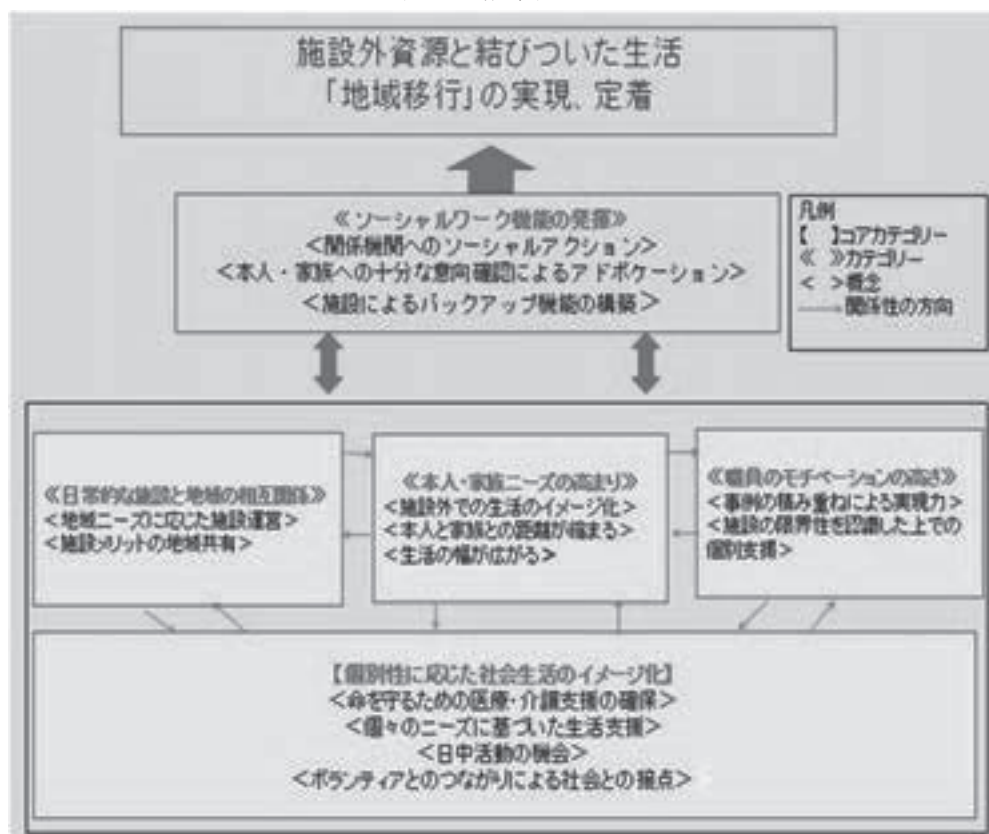 施設外資源と結びついた生活
「地域移行」の実現、定着
≪ソーシャルワーク機能の発揮≫
<関係機関へのソーシャルアクション>
<本人・家族への十分な意向確認によるアドボケーション>
<施設によるバックアップ機能の構築>
凡例
【　】コアカテゴリー
≪　≫カテゴリー
<　>概念
→関係性の方向
≪日常的な施設と地域の相互関係≫
<地域ニーズに応じた施設運営>
<施設メリットの地域共有>
≪本人・家族ニーズの高まり≫
<施設外での生活のイメージ化>
<本人と家族との距離が縮まる>
<生活の幅が広がる>
≪職員のモチベーションの高さ≫
<事例の積み重ねによる実現力>
<施設の限界性を認識した上での
個別支援>
【個別性に応じた社会生活のイメージ化】
<命を守るための医療・介護支援の確保>
<個々のニーズに基づいた生活支援>
<日中活動の機会>
<ボランティアとのつながりによる社会との接点>